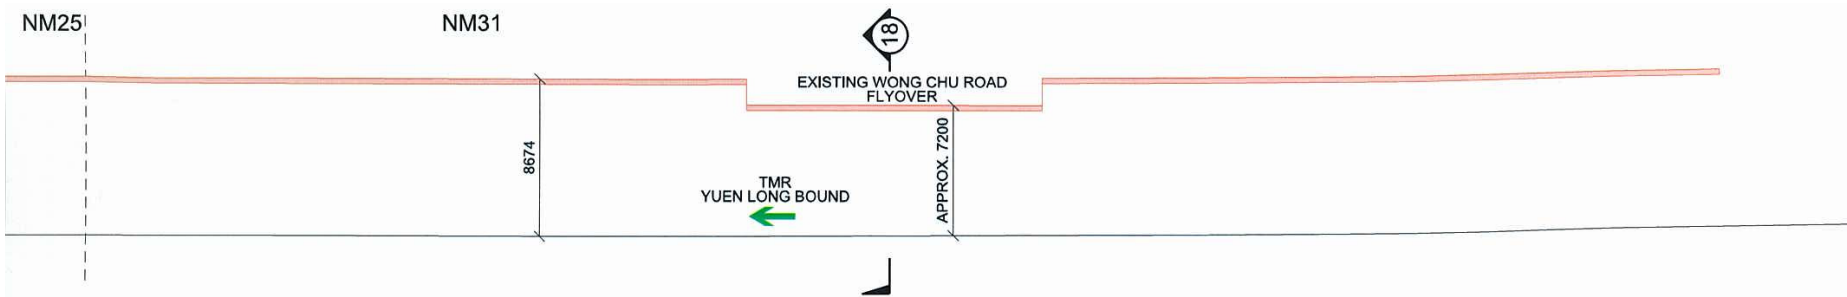 NM25
NM31
18
EXISTING WONG CHU ROAD
FLYOVER
8674
APPROX. 7200
TMR
YUEN LONG BOUND